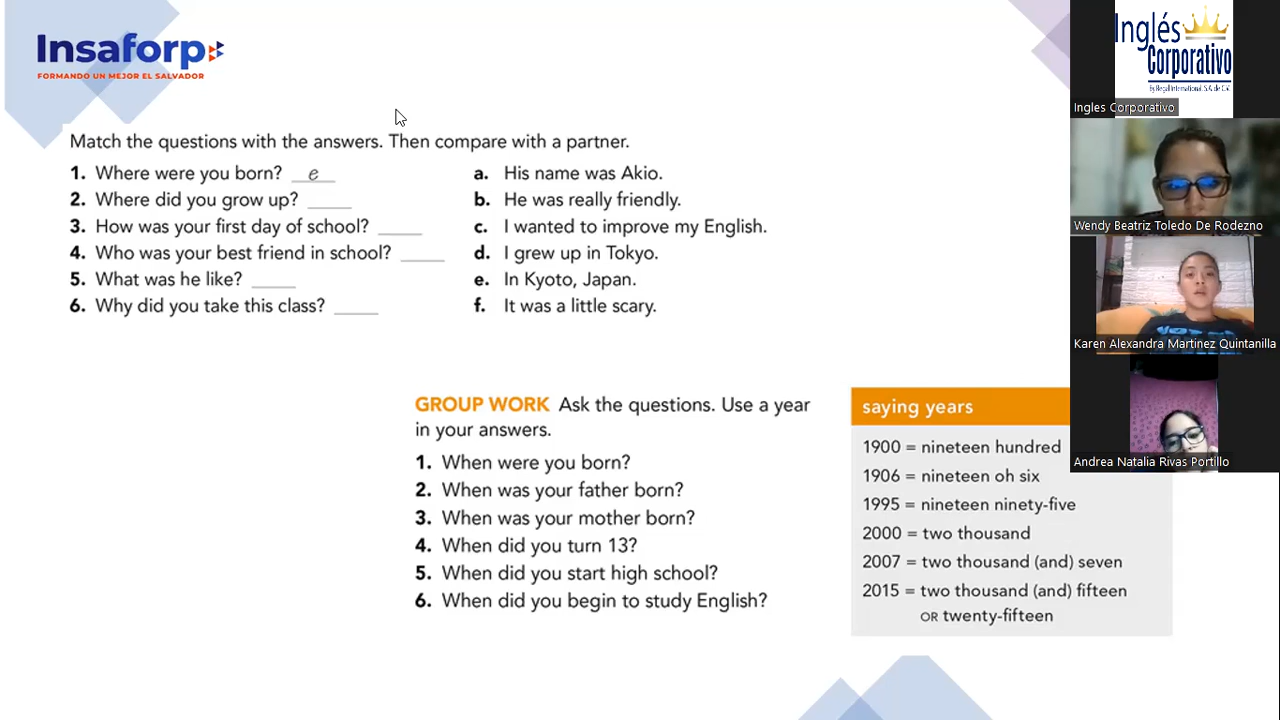 Insaforp
FORMANDO UN MEJOR EL SALVADOR
Match the questions with the answers. Then compare with a partner.
1. Where were you born? e
2. Where did you grow up? ____
3. How was your first day of school? ____
4. Who was your best friend in school? ____
5. What was he like? ____
6. Why did you take this class? ____
a. His name was Akio.
b. He was really friendly.
c. I wanted to improve my English.
d. I grew up in Tokyo.
e. In Kyoto, Japan.
f. It was a little scary.
GROUP WORK Ask the questions. Use a year
in your answers.
1. When were you born?
2. When was your father born?
3. When was your mother born?
4. When did you turn 13?
5. When did you start high school?
6. When did you begin to study English?
saying years
1900 = nineteen hundred
1906 = nineteen oh six
1995 = nineteen ninety-five
2000 = two thousand
2007 = two thousand (and) seven
2015 = two thousand (and) fifteen
OR twenty-fifteen
Inglés
Corporativo
By Regal International, S.A. de C.V.
Ingles Corporativo
Wendy Beatriz Toledo De Rodezno
Karen Alexandra Martinez Quintanilla
Andrea Natalia Rivas Portillo